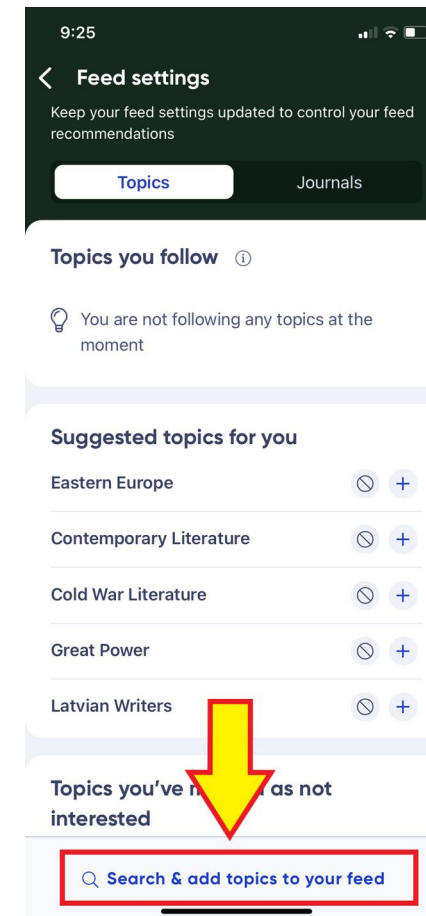 9:25
Feed settings
Keep your feed settings updated to control your feed
recommendations
Topics
Journals
Topics you follow
You are not following any topics at the
moment
Suggested topics for you
Eastern Europe
Contemporary Literature
Cold War Literature
Great Power
Latvian Writers
Topics you've as not
interested
Search & add topics to your feed